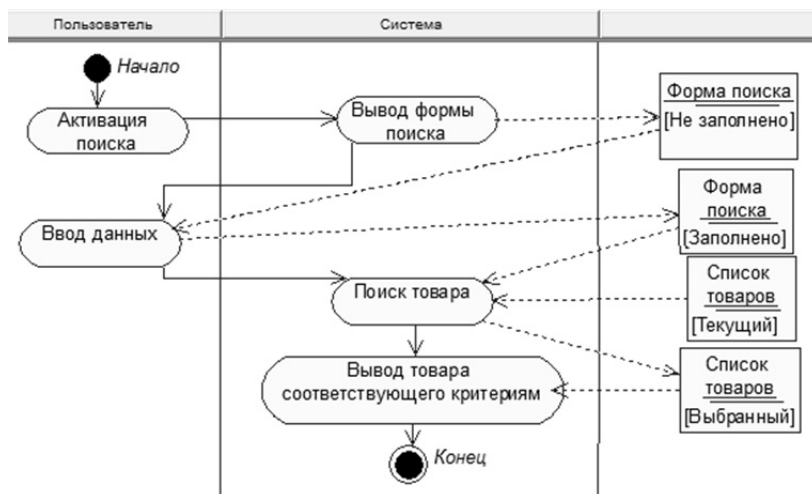 Пользователь
Система
Начало
Активация
поиска
Вывод формы
поиска
Форма поиска
[Не заполнено]
Ввод данных
Форма
поиска
[Заполнено]
Поиск товара
Список
товаров
[Текущий]
Вывод товара
соответствующего критериям
Список
товаров
[Выбранный]
Конец